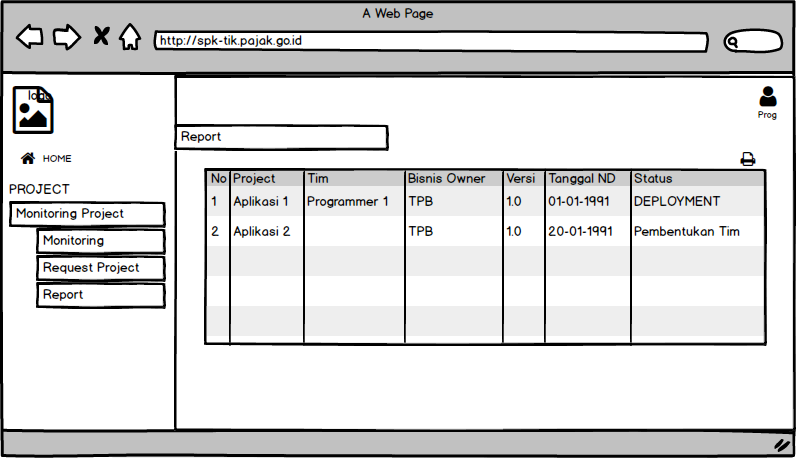 A Web Page
http://spk-tik.pajak.go.id
logo
Prog
Report
HOME
PROJECT
Monitoring Project
Monitoring
Request Project
Report
No Project Tim Bisnis Owner Versi Tanggal ND Status
1 Aplikasi 1 Programmer 1 TPB 1.0 01-01-1991 DEPLOYMENT
2 Aplikasi 2 TPB 1.0 20-01-1991 Pembentukan Tim